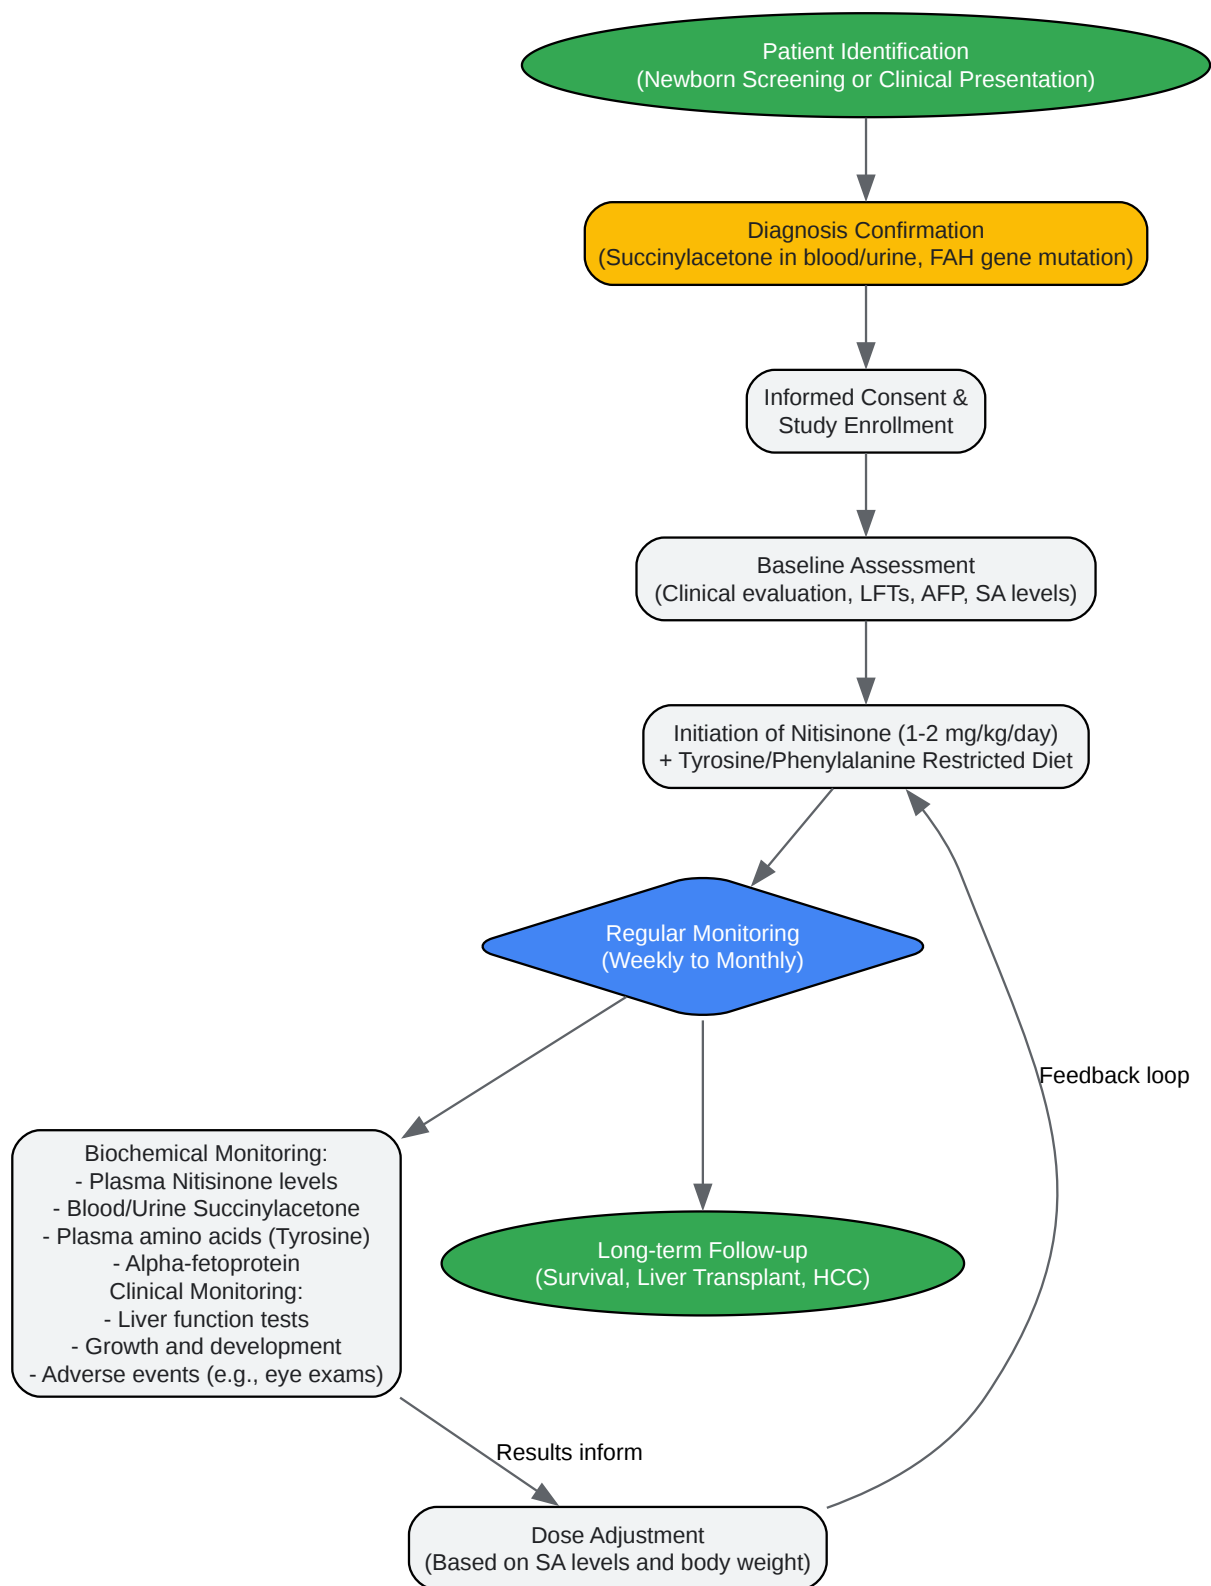 Patient Identification
(Newborn Screening or Clinical Presentation)
Diagnosis Confirmation
(Succinylacetone in blood/urine, FAH gene mutation)
Informed Consent &
Study Enrollment
Baseline Assessment
(Clinical evaluation, LFTs, AFP, SA levels)
Initiation of Nitisinone (1-2 mg/kg/day)
+ Tyrosine/Phenylalanine Restricted Diet
Regular Monitoring
(Weekly to Monthly)
Feedback loop
Biochemical Monitoring:
- Plasma Nitisinone levels
- Blood/Urine Succinylacetone
- Plasma amino acids (Tyrosine)
- Alpha-fetoprotein
Clinical Monitoring:
- Liver function tests
- Growth and development
- Adverse events (e.g., eye exams)
Long-term Follow-up
(Survival, Liver Transplant, HCC)
Results inform
Dose Adjustment
(Based on SA levels and body weight)